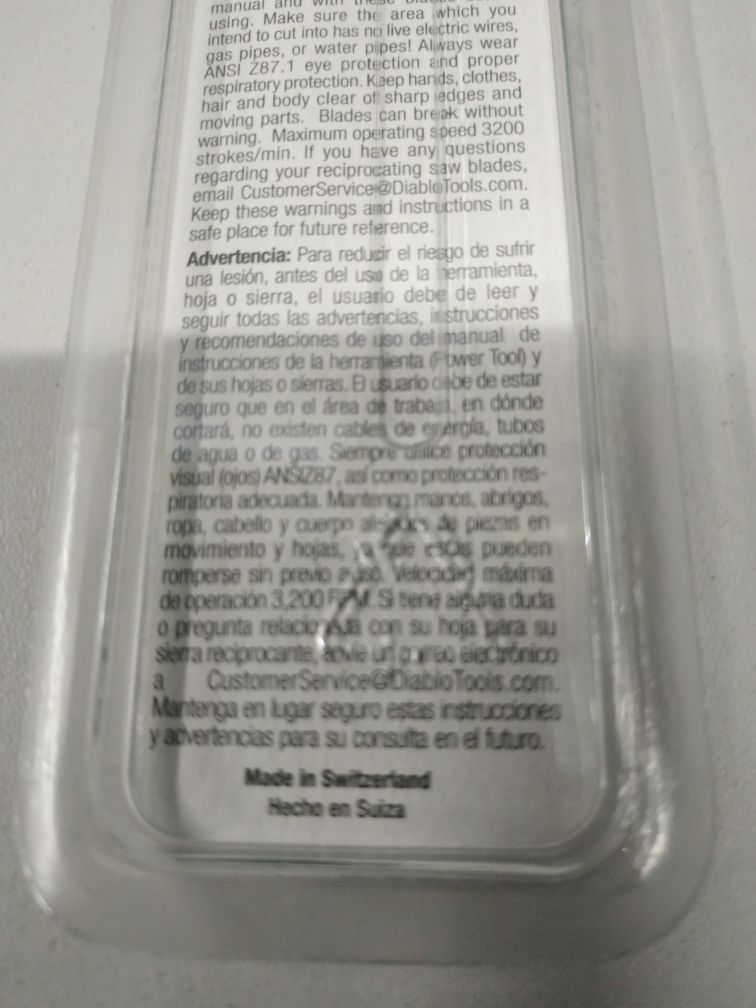 manual and with these
using. Make sure the area which you
intend to cut into has no live electric wires,
gas pipes, or water pipes! Always wear
ANSI Z87.1 eye protection and proper
respiratory protection. Keep hands, clothes,
hair and body clear of sharp edges and
moving parts. Blades can break without
warning. Maximum operating speed 3200
strokes/min. If you have any questions
regarding your reciprocating saw blades,
email CustomerService@DiabloTools.com.
Keep these warnings and instructions in a
safe place for future reference.
Advertencia: Para reducir el riesgo de sufrir
una lesión, antes del uso de la herramienta,
hoja o sierra, el usuario debe de leer y
seguir todas las advertencias, instrucciones
y recomendaciones de uso del manual de
instrucciones de la herramienta (Power Tool) y
de sus hojas o sierras. El usuario debe de estar
seguro que en el área de trabajo, en dónde
cortará, no existen cables de energía, tubos
de agua o de gas. Siempre utilice protección
visual (ojos) ANSIZ87, así como protección res-
piratoria adecuada. Mantenga manos, abrigos,
ropa, cabello y cuerpo alejados de piezas en
movimiento y hojas, ya que estas pueden
romperse sin previo aviso. Velocidad máxima
de operación 3,200 RPM. Si tiene alguna duda
o pregunta relacionada con su hoja para su
sierra reciprocante, envíe un correo electrónico
a CustomerService@DiabloTools.com.
Mantenga en lugar seguro estas instrucciones
y advertencias para su consulta en el futuro.
Made in Switzerland
Hecho en Suiza